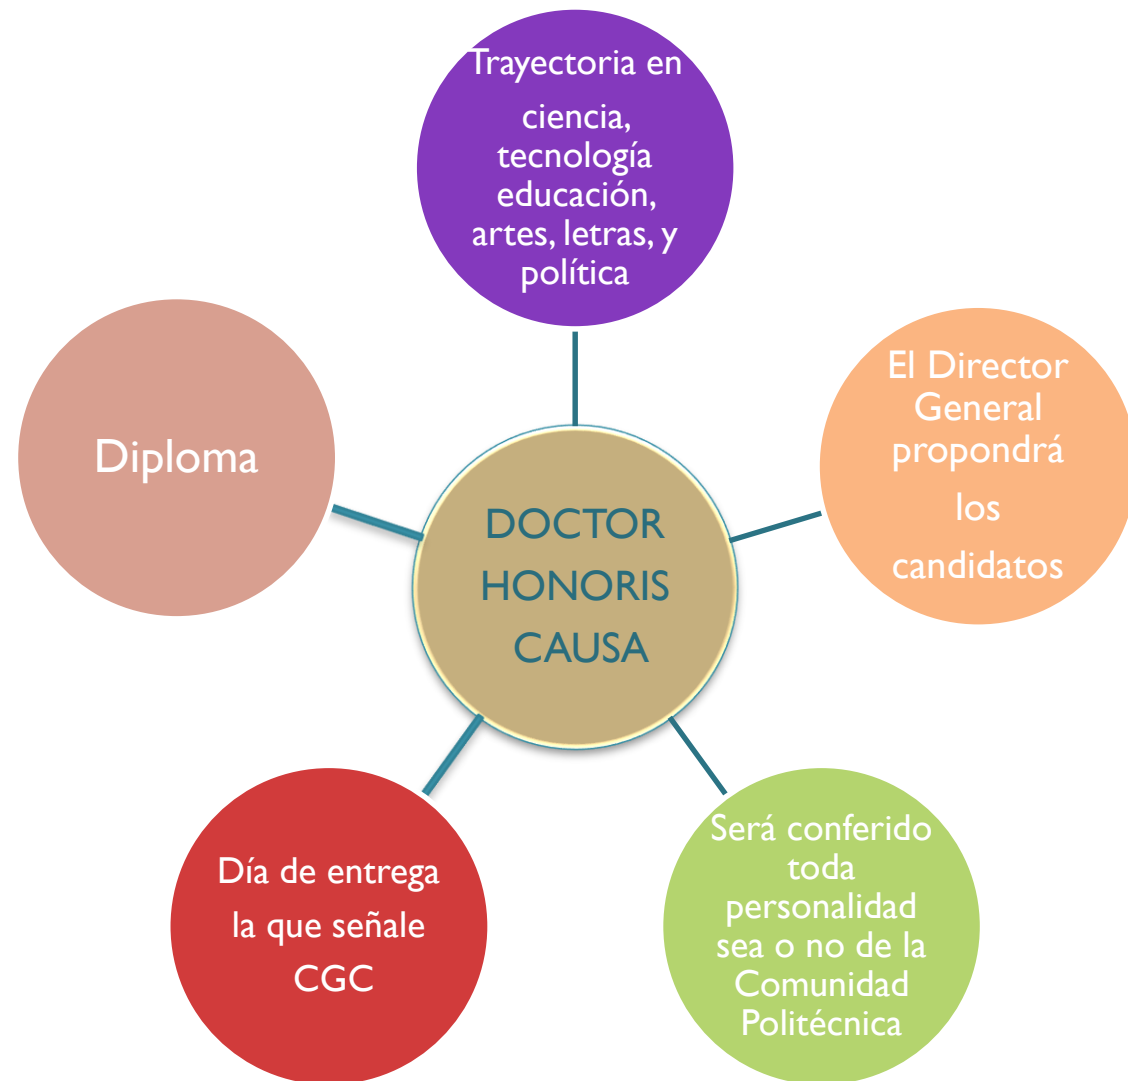 Trayectoria en
ciencia,
tecnología
educación,
artes, letras, y
política
El Director
General
propondrá
los
candidatos
Diploma
DOCTOR
HONORIS
CAUSA
Será conferido
toda
personalidad
sea o no de la
Comunidad
Politécnica
Día de entrega
la que señale
CGC